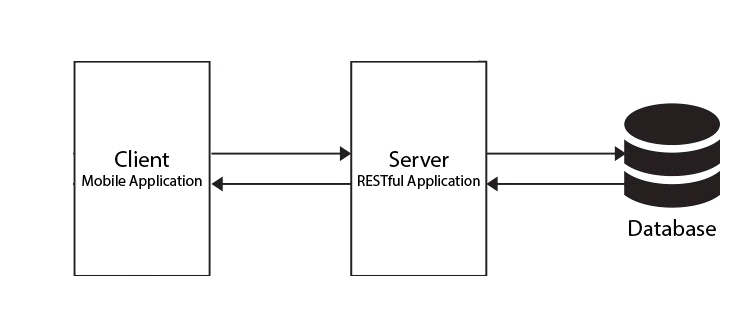 Client
Mobile Application
Server
RESTful Application
Database